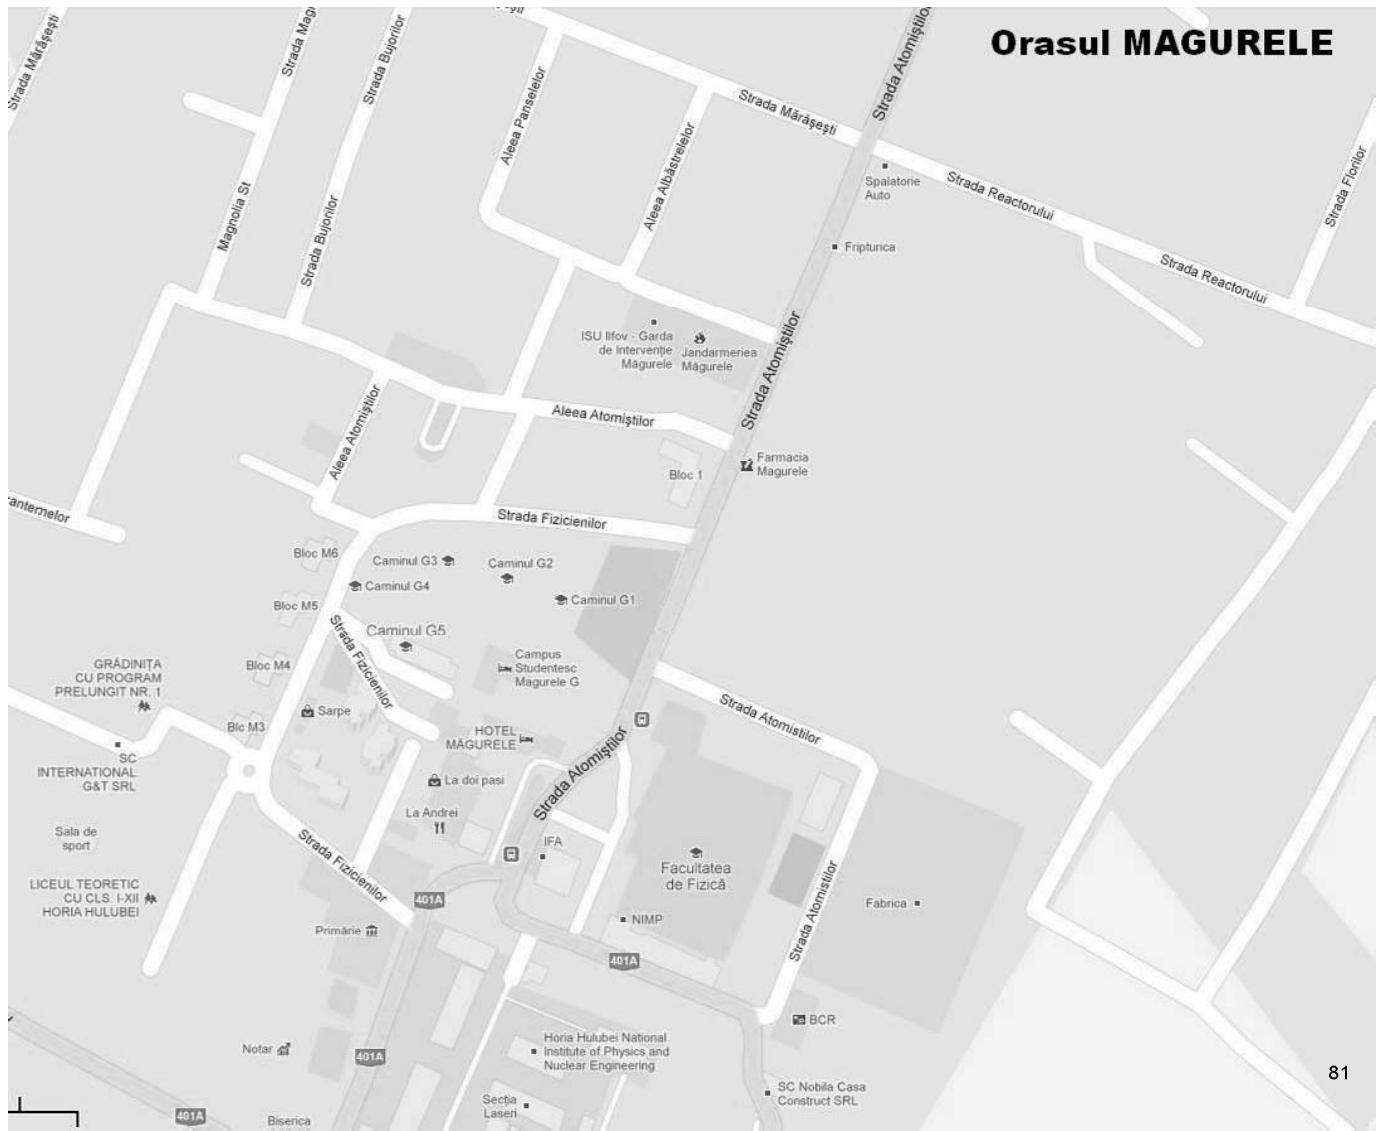 Orasul MAGURELE
Strada Mărășești
Strada Mag
Strada Bujorilor
Aleea Panselelor
Strada Atomiștilor
Strada Mărășești
Aleea Albăstrelelor
Spalatorie
Auto
Strada Reactorului
Strada Florilor
Magnolia St
Strada Bujorilor
Fripturica
Strada Reactorului
ISU Ilfov - Garda
de Intervenție
Măgurele
Jandarmeriea
Măgurele
Strada Atomiștilor
Aleea Atomiștilor
Aleea Atomiștilor
Bloc 1
Farmacia
Magurele
anternelor
Strada Fizicienilor
Bloc M6
Caminul G3
Caminul G2
Caminul G4
Caminul G1
Bloc M5
Strada Fizicienilor
Caminul G5
Bloc M4
Campus
Studentesc
Magurele G
GRĂDINIȚA
CU PROGRAM
PRELUNGIT NR. 1
Sarpe
Blc M3
HOTEL
MĂGURELE
Strada Atomistilor
SC
INTERNATIONAL
G&T SRL
La doi pasi
Strada Atomiștilor
La Andrei
Sala de
sport
Strada Fizicienilor
IFA
Facultatea
de Fizică
LICEUL TEORETIC
CU CLS. I-XII
HORIA HULUBEI
401A
Fabrica
Strada Atomistilor
Primărie
NIMP
401A
BCR
Notar
401A
Horia Hulubei National
Institute of Physics and
Nuclear Engineering
81
SC Nobila Casa
Construct SRL
Secția
Laseri
401A
Biserica